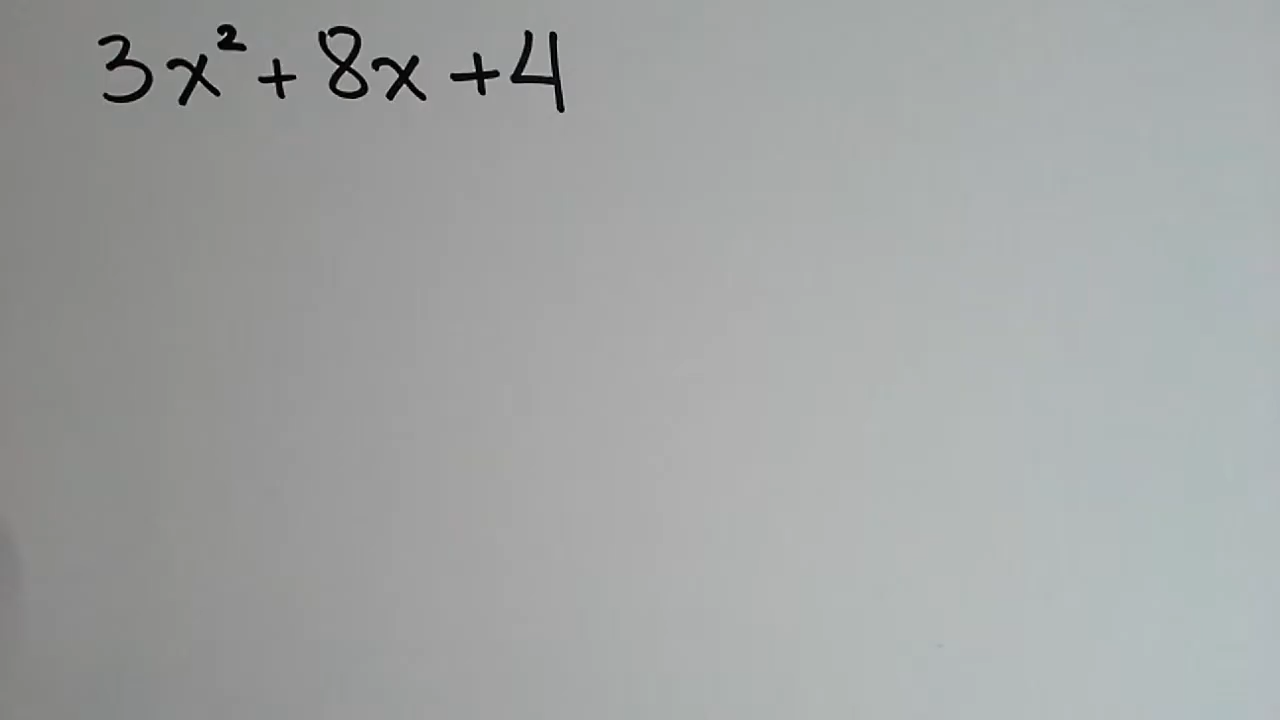 3x² + 8x + 4